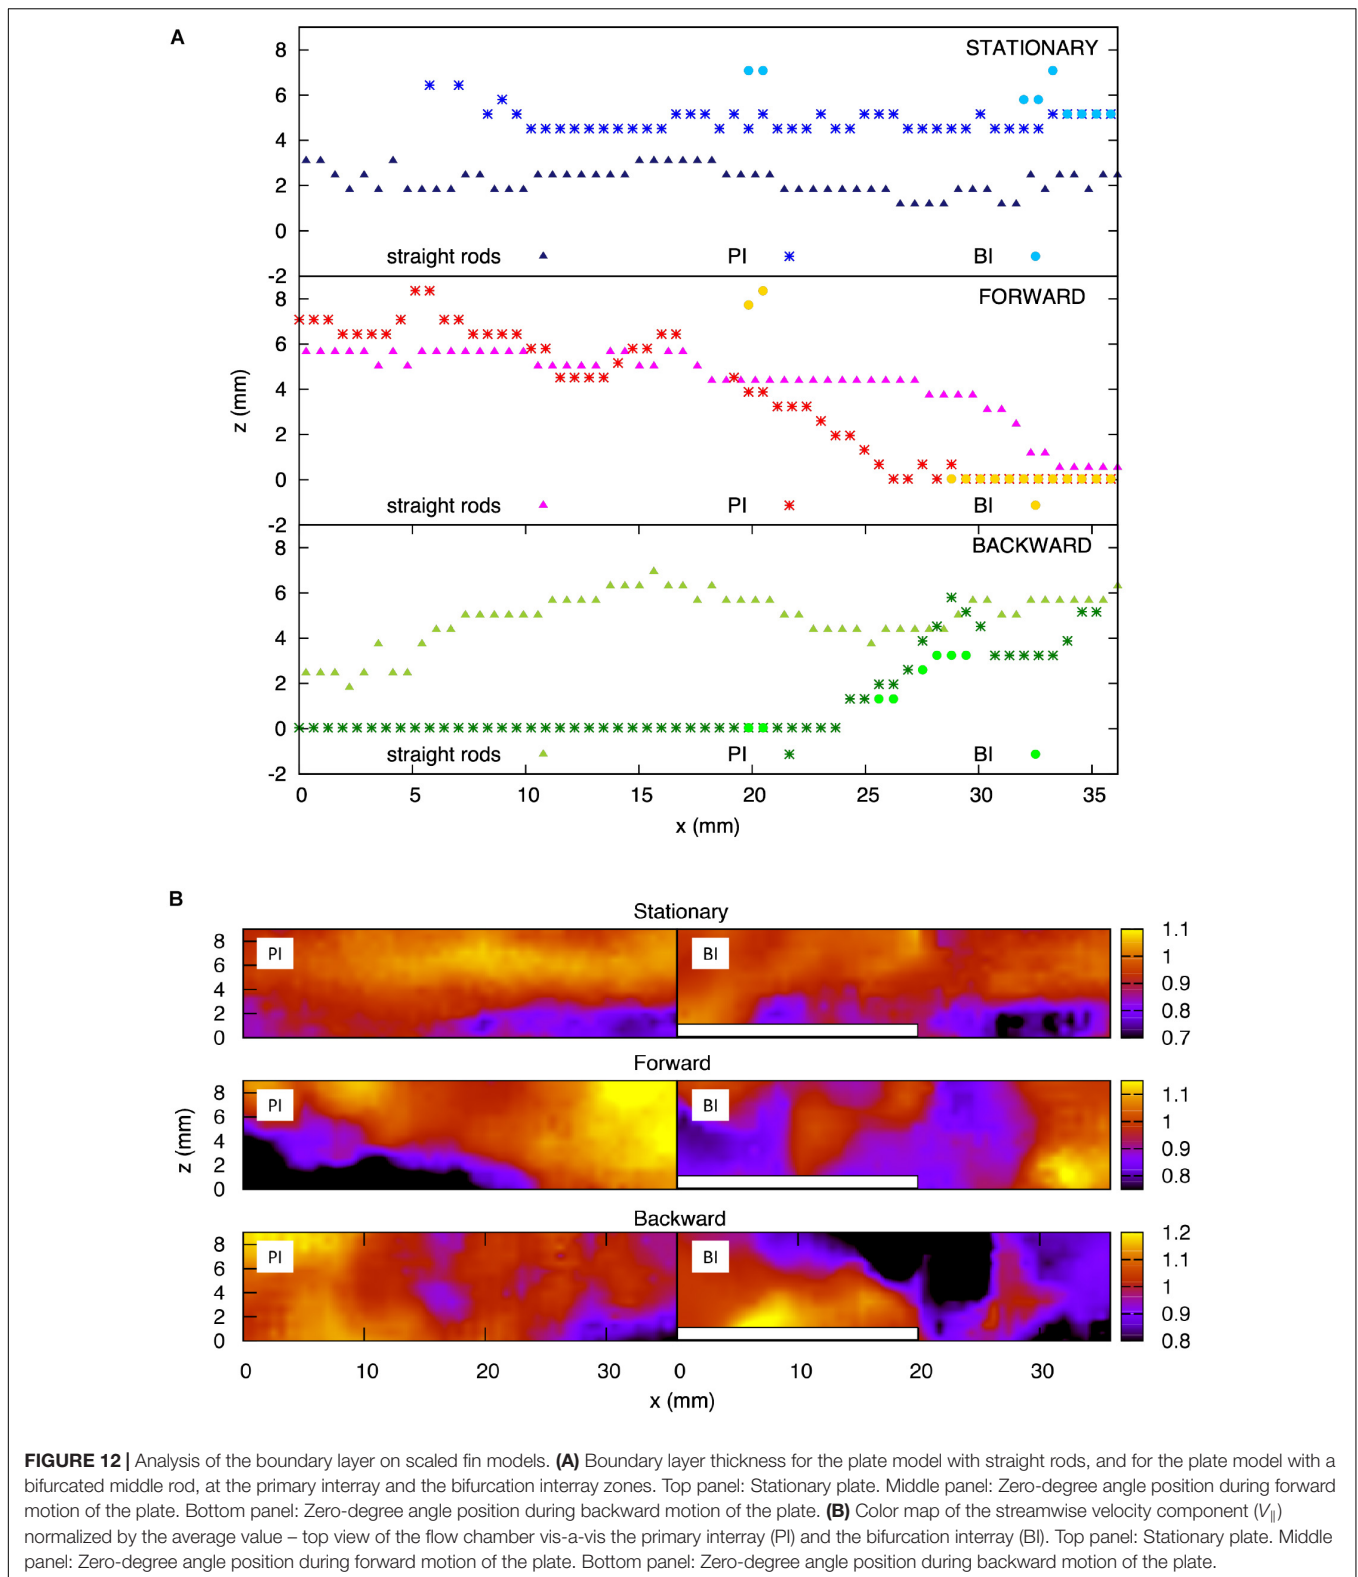 A
STATIONARY
8
6
4
2
0
straight rods PI BI
-2
FORWARD
8
6
4
2
0
straight rods PI BI
-2
BACKWARD
8
6
4
2
0
straight rods PI BI
-2
z (mm)
0 5 10 15 20 25 30 35
x (mm)
B
Stationary
PI BI
8
6
4
2
0
1.1
1
0.9
0.8
0.7
Forward
PI BI
8
6
4
2
0
1.1
1
0.9
0.8
z (mm)
Backward
PI BI
8
6
4
2
0
1.2
1.1
1
0.9
0.8
0 10 20 30 0 10 20 30
x (mm)
FIGURE 12 | Analysis of the boundary layer on scaled fin models. (A) Boundary layer thickness for the plate model with straight rods, and for the plate model with a
bifurcated middle rod, at the primary interray and the bifurcation interray zones. Top panel: Stationary plate. Middle panel: Zero-degree angle position during forward
motion of the plate. Bottom panel: Zero-degree angle position during backward motion of the plate. (B) Color map of the streamwise velocity component (V||)
normalized by the average value – top view of the flow chamber vis-a-vis the primary interray (PI) and the bifurcation interray (BI). Top panel: Stationary plate. Middle
panel: Zero-degree angle position during forward motion of the plate. Bottom panel: Zero-degree angle position during backward motion of the plate.